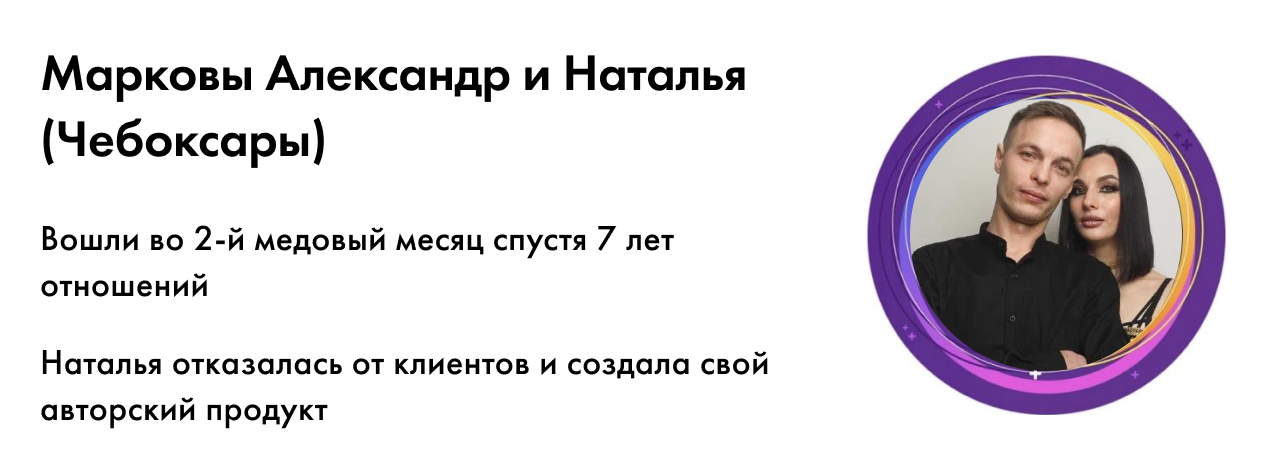 Марковы Александр и Наталья
(Чебоксары)
Вошли во 2-й медовый месяц спустя 7 лет
отношений
Наталья отказалась от клиентов и создала свой
авторский продукт